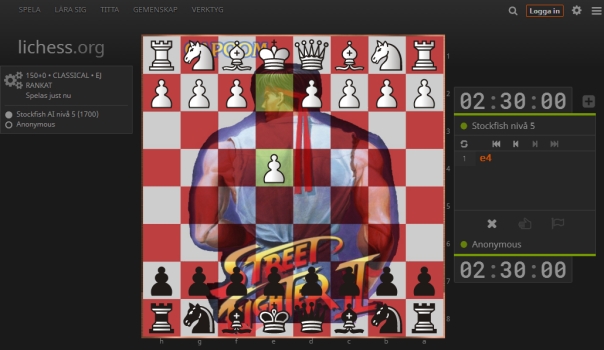 SPELA LÄRA SIG TITTA GEMENSKAP VERKTYG
Logga in
lichess.org
150+0 • CLASSICAL • EJ
RANKAT
Spelas just nu
Stockfish AI nivå 5 (1700)
Anonymous
CAPCOM
STREET
FIGHTER II
1
2
3
4
5
6
7
8
h g f e d c b a
02:30:00
Stockfish nivå 5
1 e4
Anonymous
02:30:00